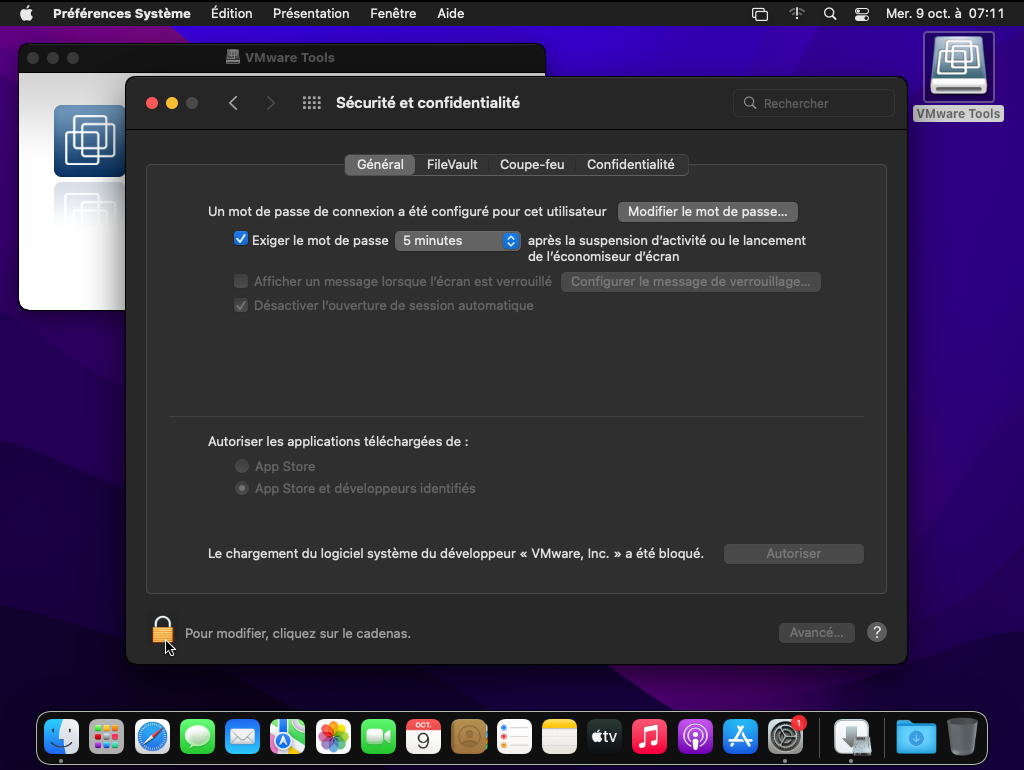 Préférences Système Édition Présentation Fenêtre Aide Mer. 9 oct. à 07:11
VMware Tools
VMware Tools
Sécurité et confidentialité
Rechercher
Général FileVault Coupe-feu Confidentialité
Un mot de passe de connexion a été configuré pour cet utilisateur Modifier le mot de passe...
Exiger le mot de passe 5 minutes après la suspension d'activité ou le lancement
de l'économiseur d'écran
Afficher un message lorsque l'écran est verrouillé Configurer le message de verrouillage...
Désactiver l'ouverture de session automatique
Autoriser les applications téléchargées de :
App Store
App Store et développeurs identifiés
Le chargement du logiciel système du développeur « VMware, Inc. » a été bloqué. Autoriser
Pour modifier, cliquez sur le cadenas. Avancé... ?
OCT.
9
tv
1